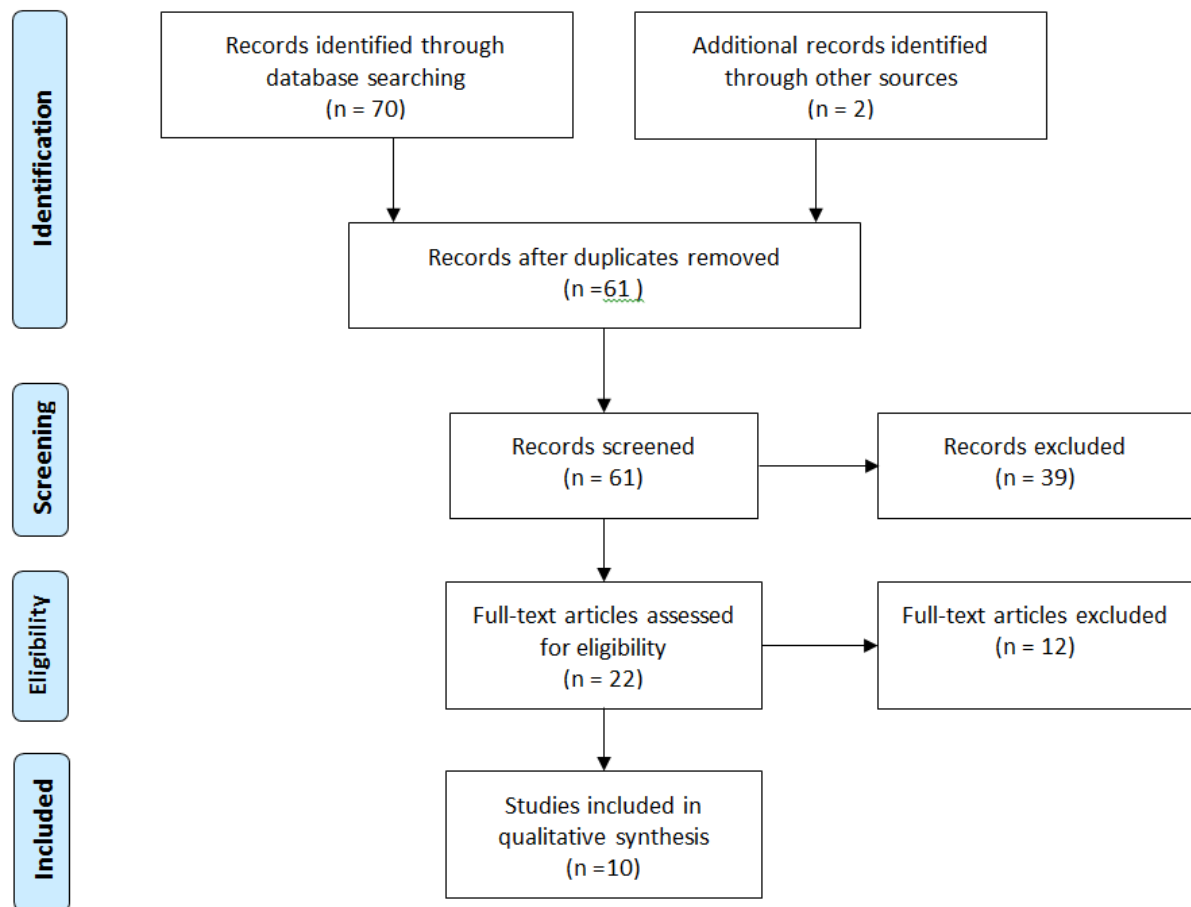 Identification
Records identified through
database searching
(n = 70)
Additional records identified
through other sources
(n = 2)
Records after duplicates removed
(n =61 )
Screening
Records screened
(n = 61)
Records excluded
(n = 39)
Eligibility
Full-text articles assessed
for eligibility
(n = 22)
Full-text articles excluded
(n = 12)
Included
Studies included in
qualitative synthesis
(n =10)